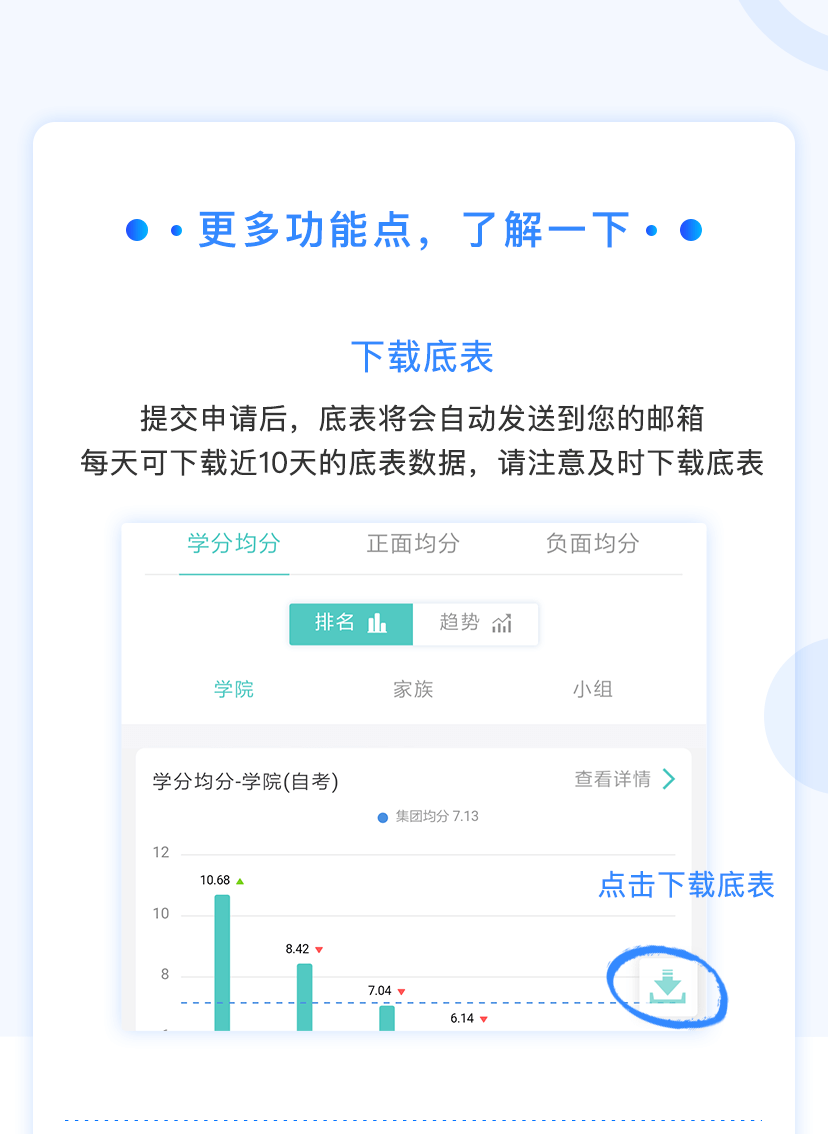 更多功能点，了解一下
下载底表
提交申请后，底表将会自动发送到您的邮箱
每天可下载近10天的底表数据，请注意及时下载底表
学分均分 正面均分 负面均分
排名 趋势
学院 家族 小组
学分均分-学院(自考) 查看详情
集团均分 7.13
12
10.68
点击下载底表
10
8.42
8
7.04
6.14